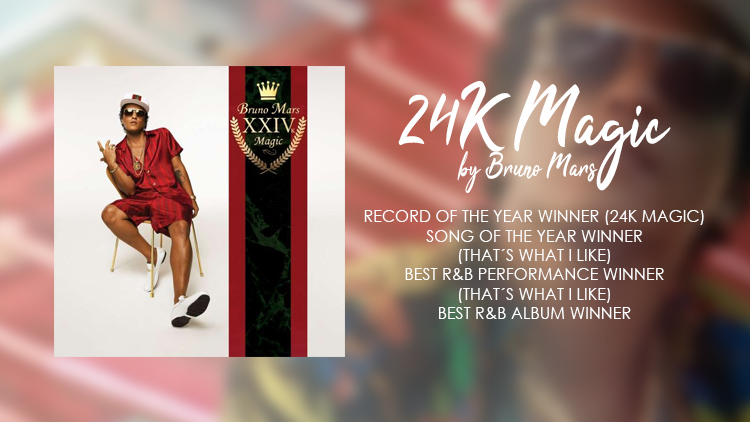 Bruno Mars
XXIV
Magic
24K Magic
by Bruno Mars
RECORD OF THE YEAR WINNER (24K MAGIC)
SONG OF THE YEAR WINNER
(THAT´S WHAT I LIKE)
BEST R&B PERFORMANCE WINNER
(THAT´S WHAT I LIKE)
BEST R&B ALBUM WINNER